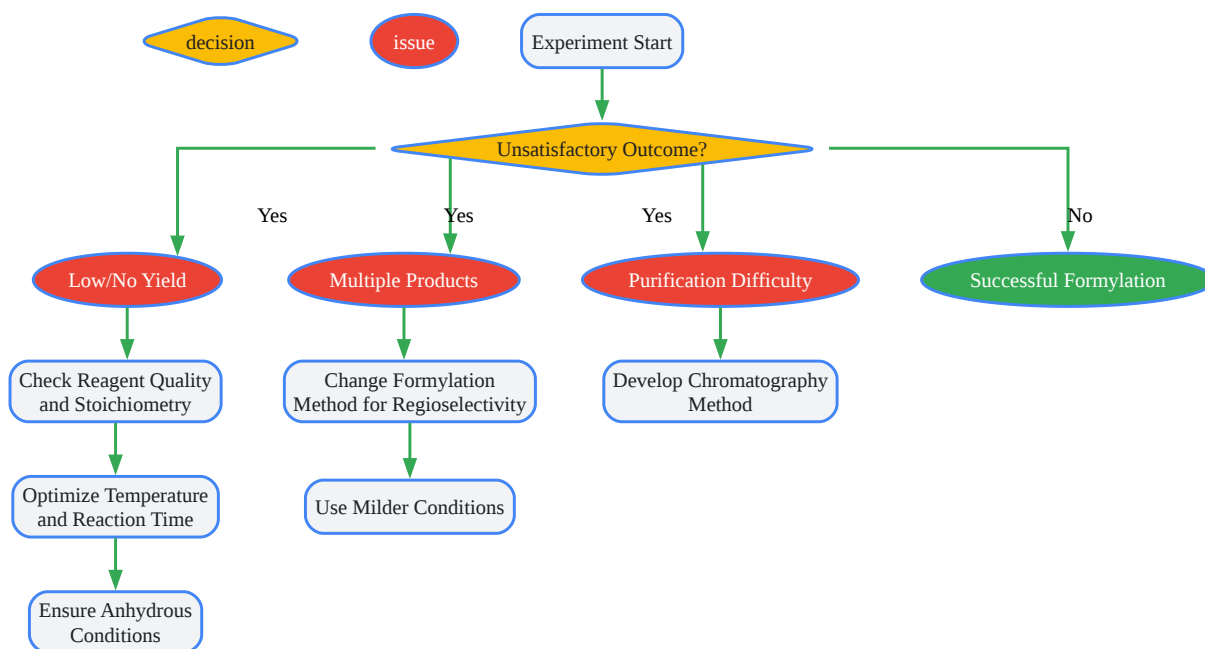 decision
issue
Experiment Start
Unsatisfactory Outcome?
Yes
Yes
Yes
No
Low/No Yield
Multiple Products
Purification Difficulty
Successful Formylation
Check Reagent Quality
and Stoichiometry
Change Formylation
Method for Regioselectivity
Develop Chromatography
Method
Optimize Temperature
and Reaction Time
Use Milder Conditions
Ensure Anhydrous
Conditions